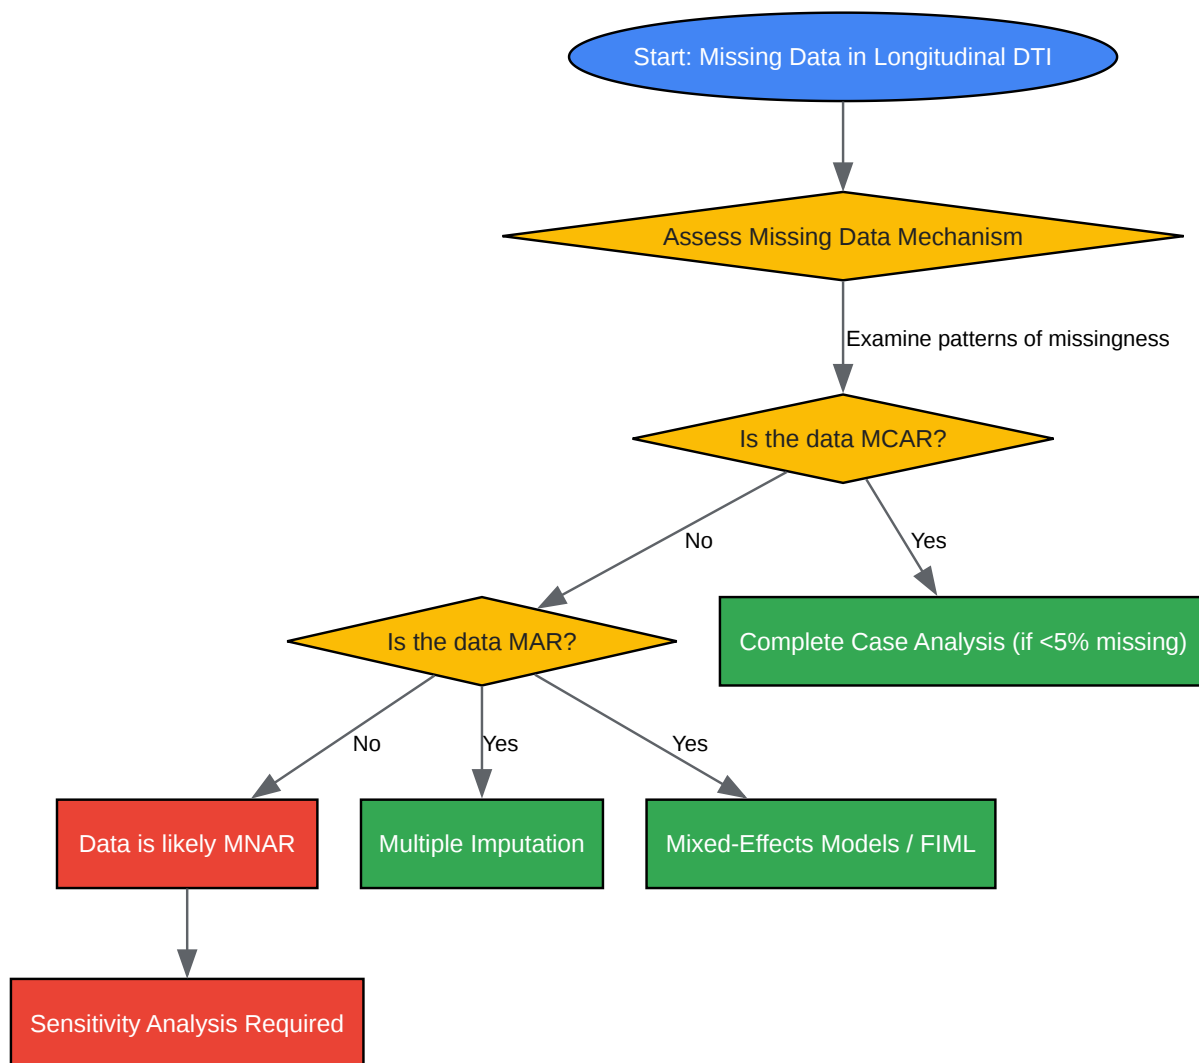 Start: Missing Data in Longitudinal DTI
Assess Missing Data Mechanism
Examine patterns of missingness
Is the data MCAR?
No
Yes
Is the data MAR?
Complete Case Analysis (if <5% missing)
No
Yes
Yes
Data is likely MNAR
Multiple Imputation
Mixed-Effects Models / FIML
Sensitivity Analysis Required